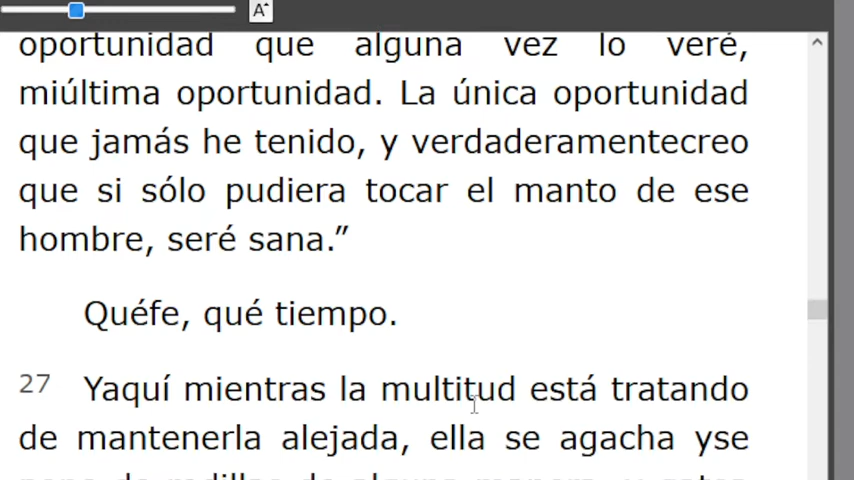 A
oportunidad que alguna vez lo veré,
miúltima oportunidad. La única oportunidad
que jamás he tenido, y verdaderamentecreo
que si sólo pudiera tocar el manto de ese
hombre, seré sana.”
Quéfe, qué tiempo.
27 Yaquí mientras la multitud está tratando
de mantenerla alejada, ella se agacha yse